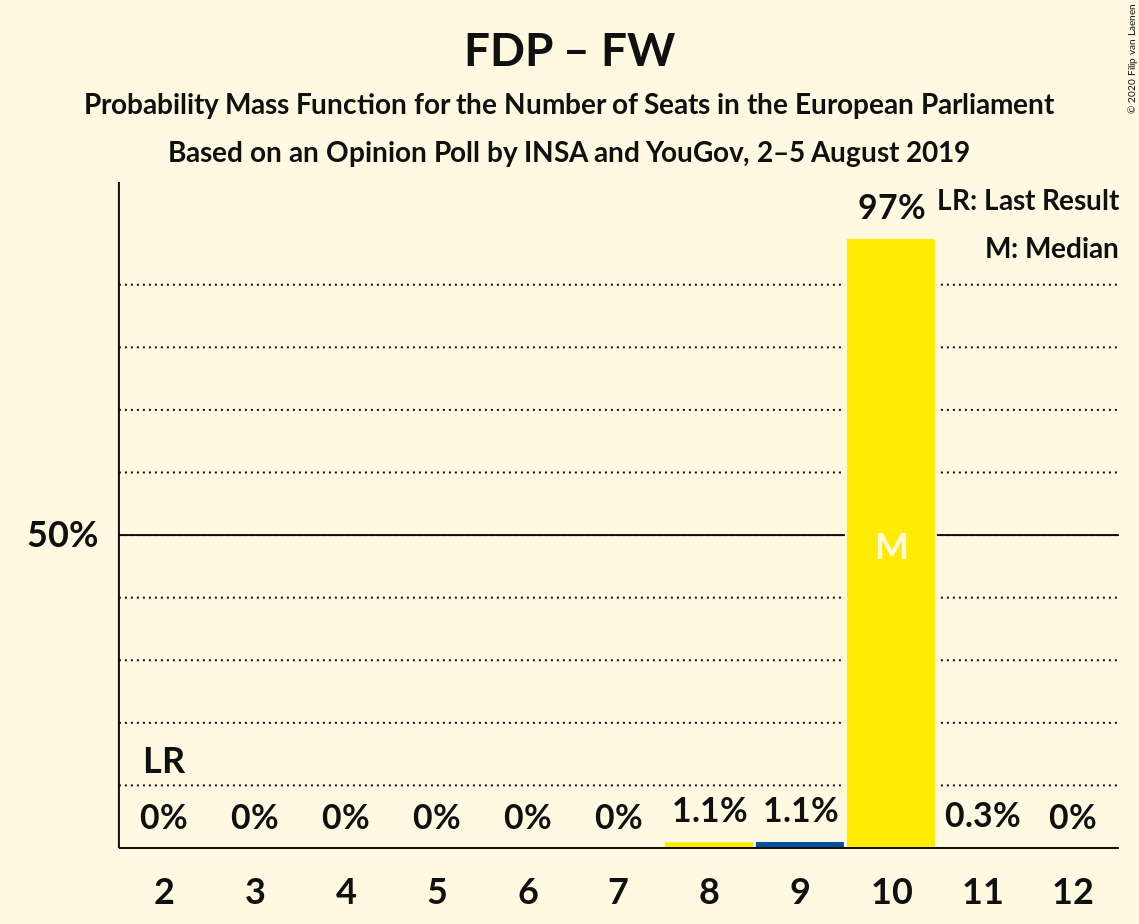 FDP – FW
Probability Mass Function for the Number of Seats in the European Parliament
Based on an Opinion Poll by INSA and YouGov, 2–5 August 2019
© 2020 Filip van Laenen
LR: Last Result
M: Median
97%
50%
M
LR
0% 0% 0% 0% 0% 0% 1.1% 1.1% 0.3% 0%
2 3 4 5 6 7 8 9 10 11 12